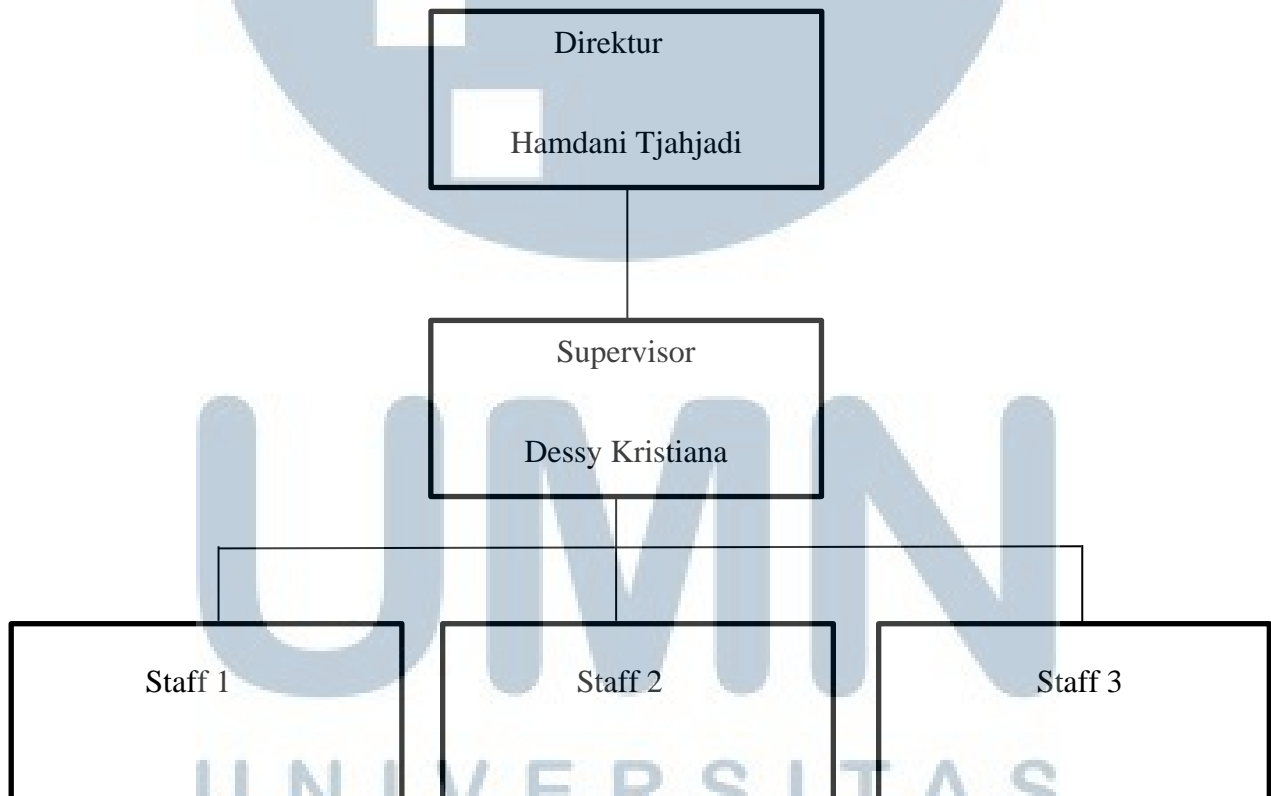 Direktur
Hamdani Tjahjadi
Supervisor
Dessy Kristiana
UMN
Staff 1
Staff 2
Staff 3
UNIVERSITAS